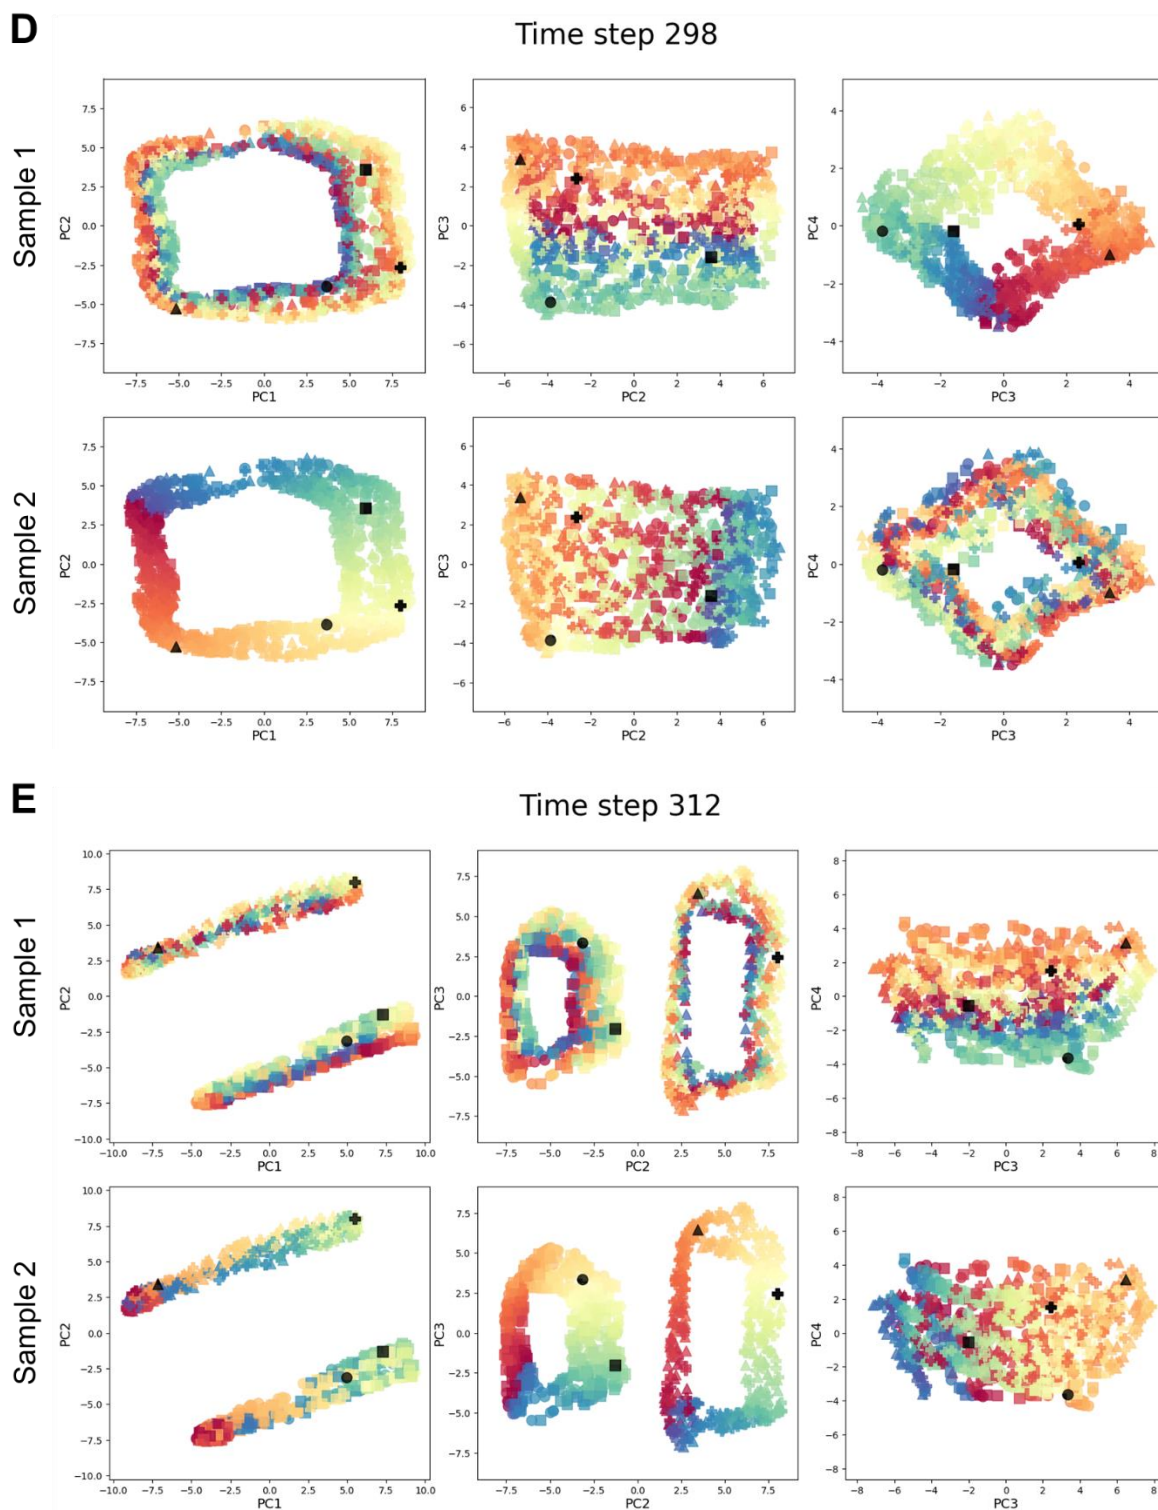 D
Time step 298
Sample 1
7.5
5.0
2.5
0.0
−2.5
−5.0
−7.5
PC2
−7.5 −5.0 −2.5 0.0 2.5 5.0 7.5
PC1
6
4
2
0
−2
−4
−6
PC3
−6 −4 −2 0 2 4 6
PC2
4
2
0
−2
−4
PC4
−4 −2 0 2 4
PC3
Sample 2
7.5
5.0
2.5
0.0
−2.5
−5.0
−7.5
PC2
−7.5 −5.0 −2.5 0.0 2.5 5.0 7.5
PC1
6
4
2
0
−2
−4
−6
PC3
−6 −4 −2 0 2 4 6
PC2
4
2
0
−2
−4
PC4
−4 −2 0 2 4
PC3
E
Time step 312
Sample 1
10.0
7.5
5.0
2.5
0.0
−2.5
−5.0
−7.5
−10.0
PC2
−10.0 −7.5 −5.0 −2.5 0.0 2.5 5.0 7.5 10.0
PC1
7.5
5.0
2.5
0.0
−2.5
−5.0
−7.5
PC3
−7.5 −5.0 −2.5 0.0 2.5 5.0 7.5
PC2
8
6
4
2
0
−2
−4
−6
−8
PC4
−8 −6 −4 −2 0 2 4 6 8
PC3
Sample 2
10.0
7.5
5.0
2.5
0.0
−2.5
−5.0
−7.5
−10.0
PC2
−10.0 −7.5 −5.0 −2.5 0.0 2.5 5.0 7.5 10.0
PC1
7.5
5.0
2.5
0.0
−2.5
−5.0
−7.5
PC3
−7.5 −5.0 −2.5 0.0 2.5 5.0 7.5
PC2
8
6
4
2
0
−2
−4
−6
−8
PC4
−8 −6 −4 −2 0 2 4 6 8
PC3